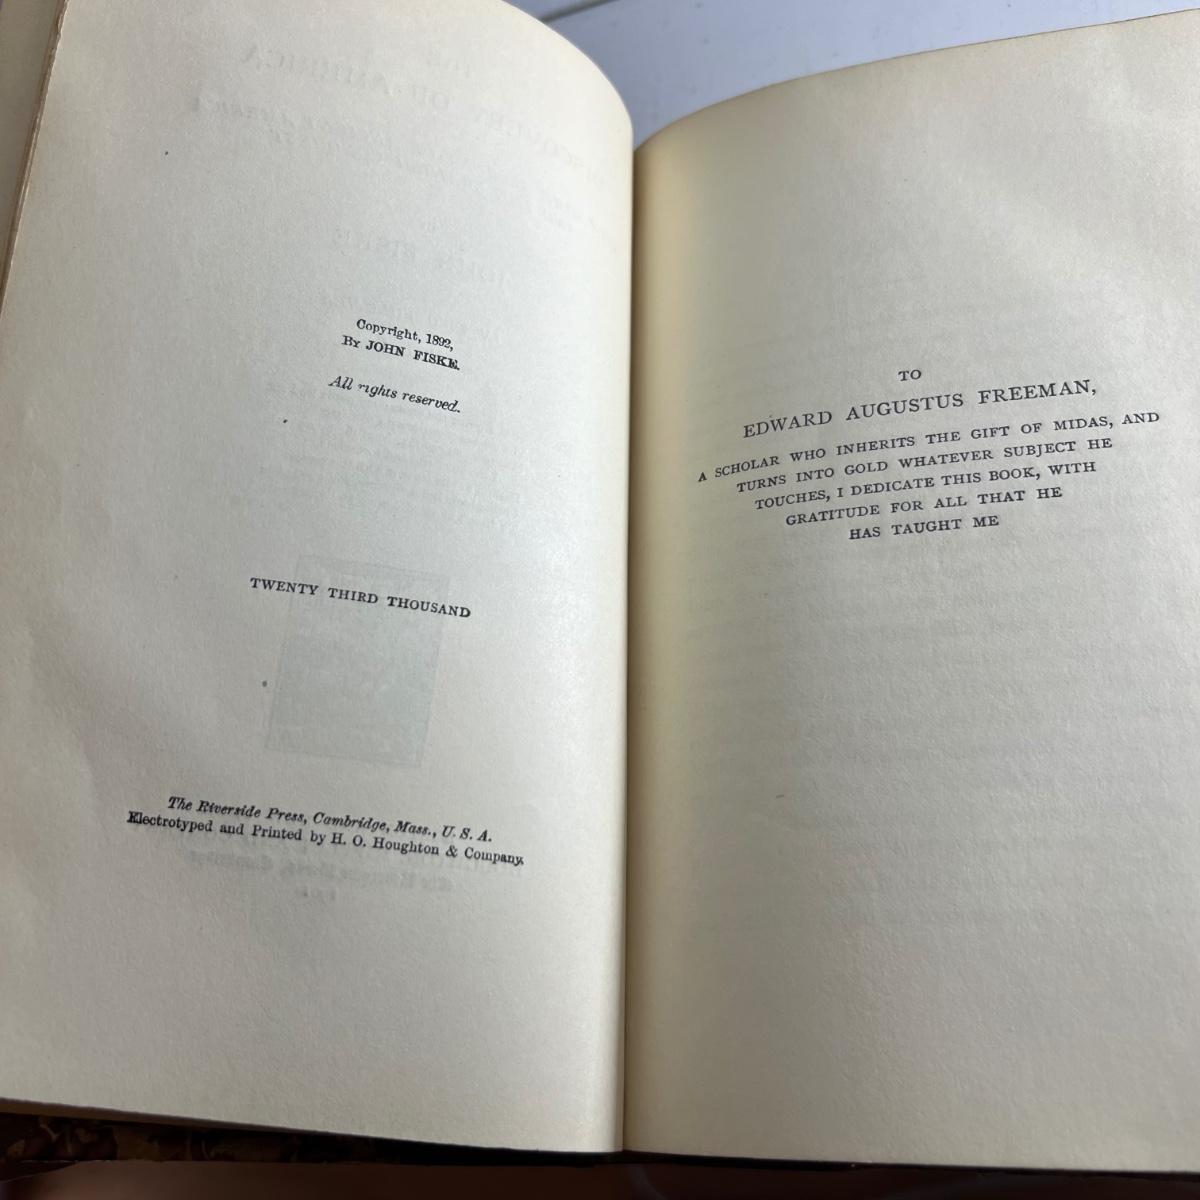 Copyright, 1892,
By JOHN FISKE.
All rights reserved.
TWENTY THIRD THOUSAND
The Riverside Press, Cambridge, Mass., U. S. A.
Electrotyped and Printed by H. O. Houghton & Company.
TO
EDWARD AUGUSTUS FREEMAN,
A SCHOLAR WHO INHERITS THE GIFT OF MIDAS, AND
TURNS INTO GOLD WHATEVER SUBJECT HE
TOUCHES, I DEDICATE THIS BOOK, WITH
GRATITUDE FOR ALL THAT HE
HAS TAUGHT ME